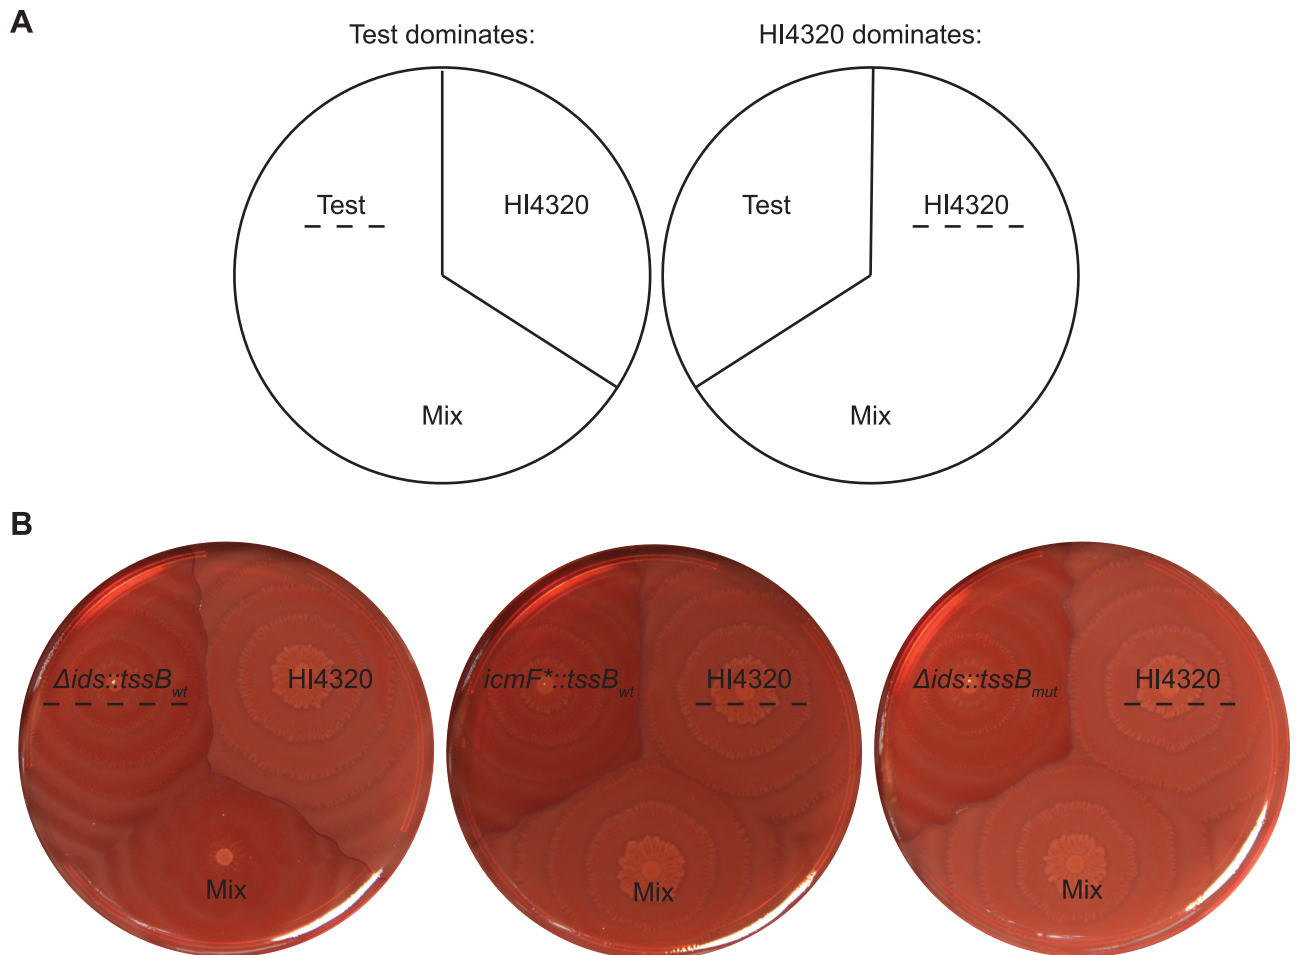 A
Test dominates:
HI4320 dominates:
Test
HI4320
Mix
Test
HI4320
Mix
B
Δids::tssBwt
HI4320
Mix
icmF*::tssBwt
HI4320
Mix
Δids::tssBmut
HI4320
Mix